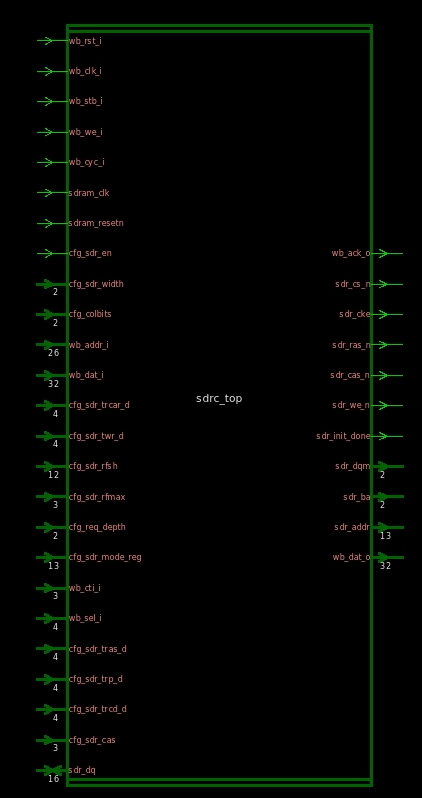 wb_rst_i
wb_clk_i
wb_stb_i
wb_we_i
wb_cyc_i
sdram_clk
sdram_resetn
cfg_sdr_en wb_ack_o
cfg_sdr_width sdr_cs_n
2
cfg_colbits sdr_cke
2
wb_addr_i sdr_ras_n
26
wb_dat_i sdr_cas_n
32
sdrc_top
cfg_sdr_trcar_d sdr_we_n
4
cfg_sdr_twr_d sdr_init_done
4
cfg_sdr_rfsh sdr_dqm
12 2
cfg_sdr_rfmax sdr_ba
3 2
cfg_req_depth sdr_addr
2 13
cfg_sdr_mode_reg wb_dat_o
13 32
wb_cti_i
3
wb_sel_i
4
cfg_sdr_tras_d
4
cfg_sdr_trp_d
4
cfg_sdr_trcd_d
4
cfg_sdr_cas
3
sdr_dq
16